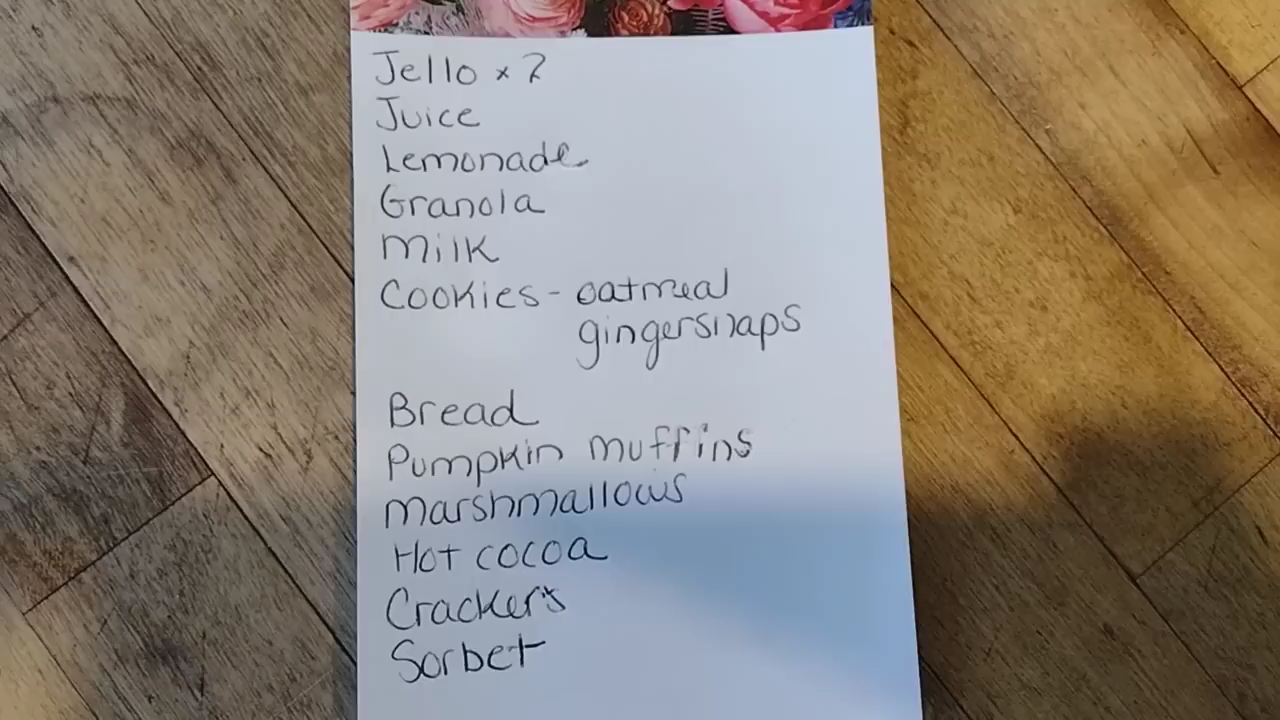 Jello x 2
Juice
Lemonade
Granola
Milk
Cookies - oatmeal
gingersnaps
Bread
Pumpkin muffins
Marshmallows
Hot cocoa
Crackers
Sorbet